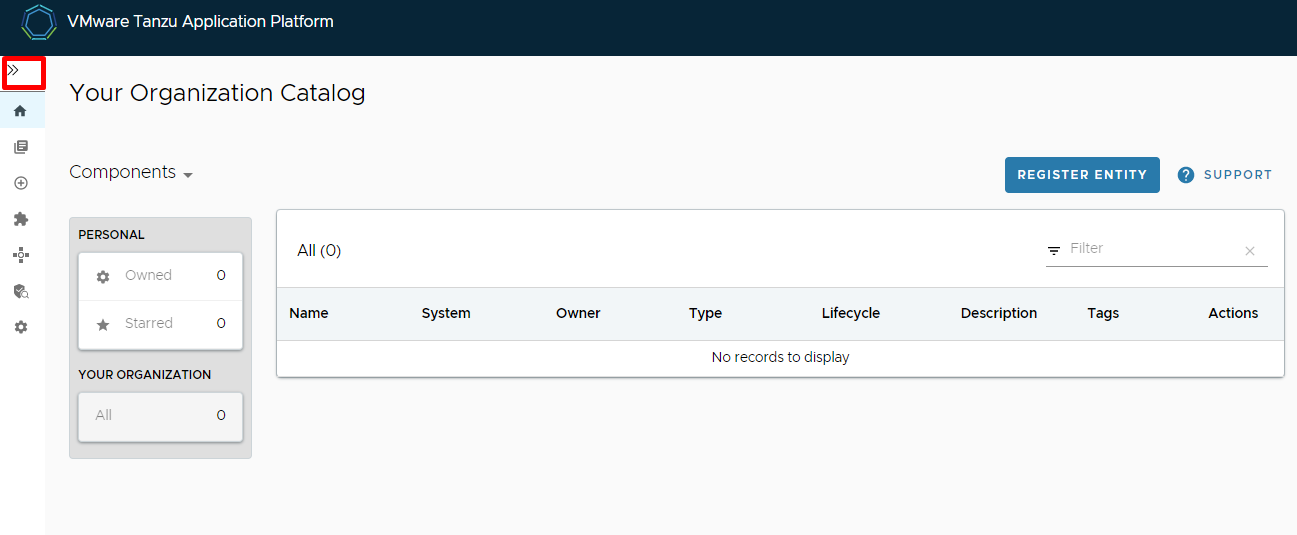 VMware Tanzu Application Platform
Your Organization Catalog
Components
REGISTER ENTITY
SUPPORT
PERSONAL
Owned 0
Starred 0
YOUR ORGANIZATION
All 0
All (0)
Filter
Name System Owner Type Lifecycle Description Tags Actions
No records to display